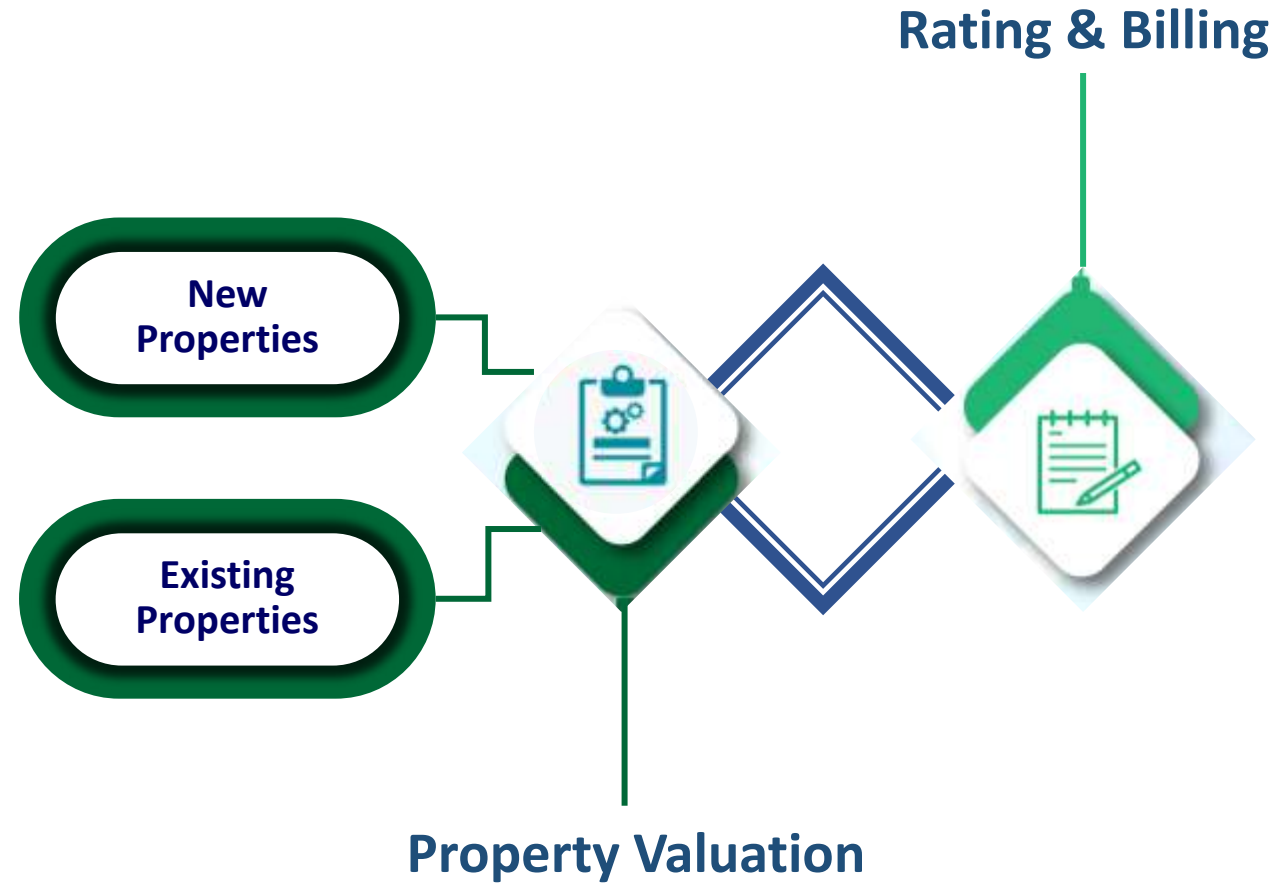 Rating & Billing
New
Properties
Existing
Properties
Property Valuation